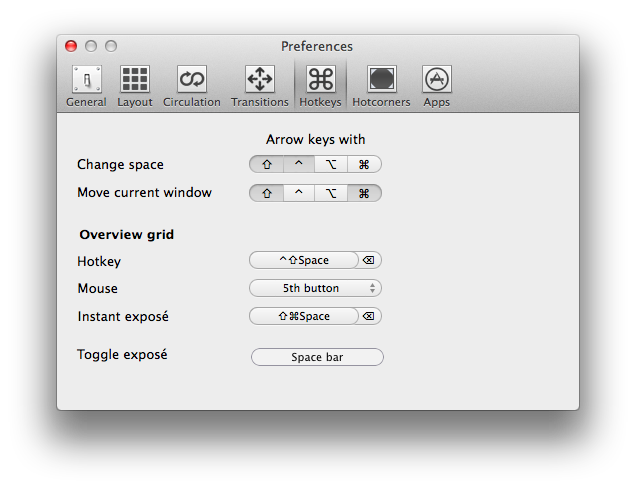 Preferences
General Layout Circulation Transitions Hotkeys Hotcorners Apps
Arrow keys with
Change space ⇧ ^ ⌥ ⌘
Move current window ⇧ ^ ⌥ ⌘
Overview grid
Hotkey ^⇧Space
Mouse 5th button
Instant exposé ⇧⌘Space
Toggle exposé Space bar